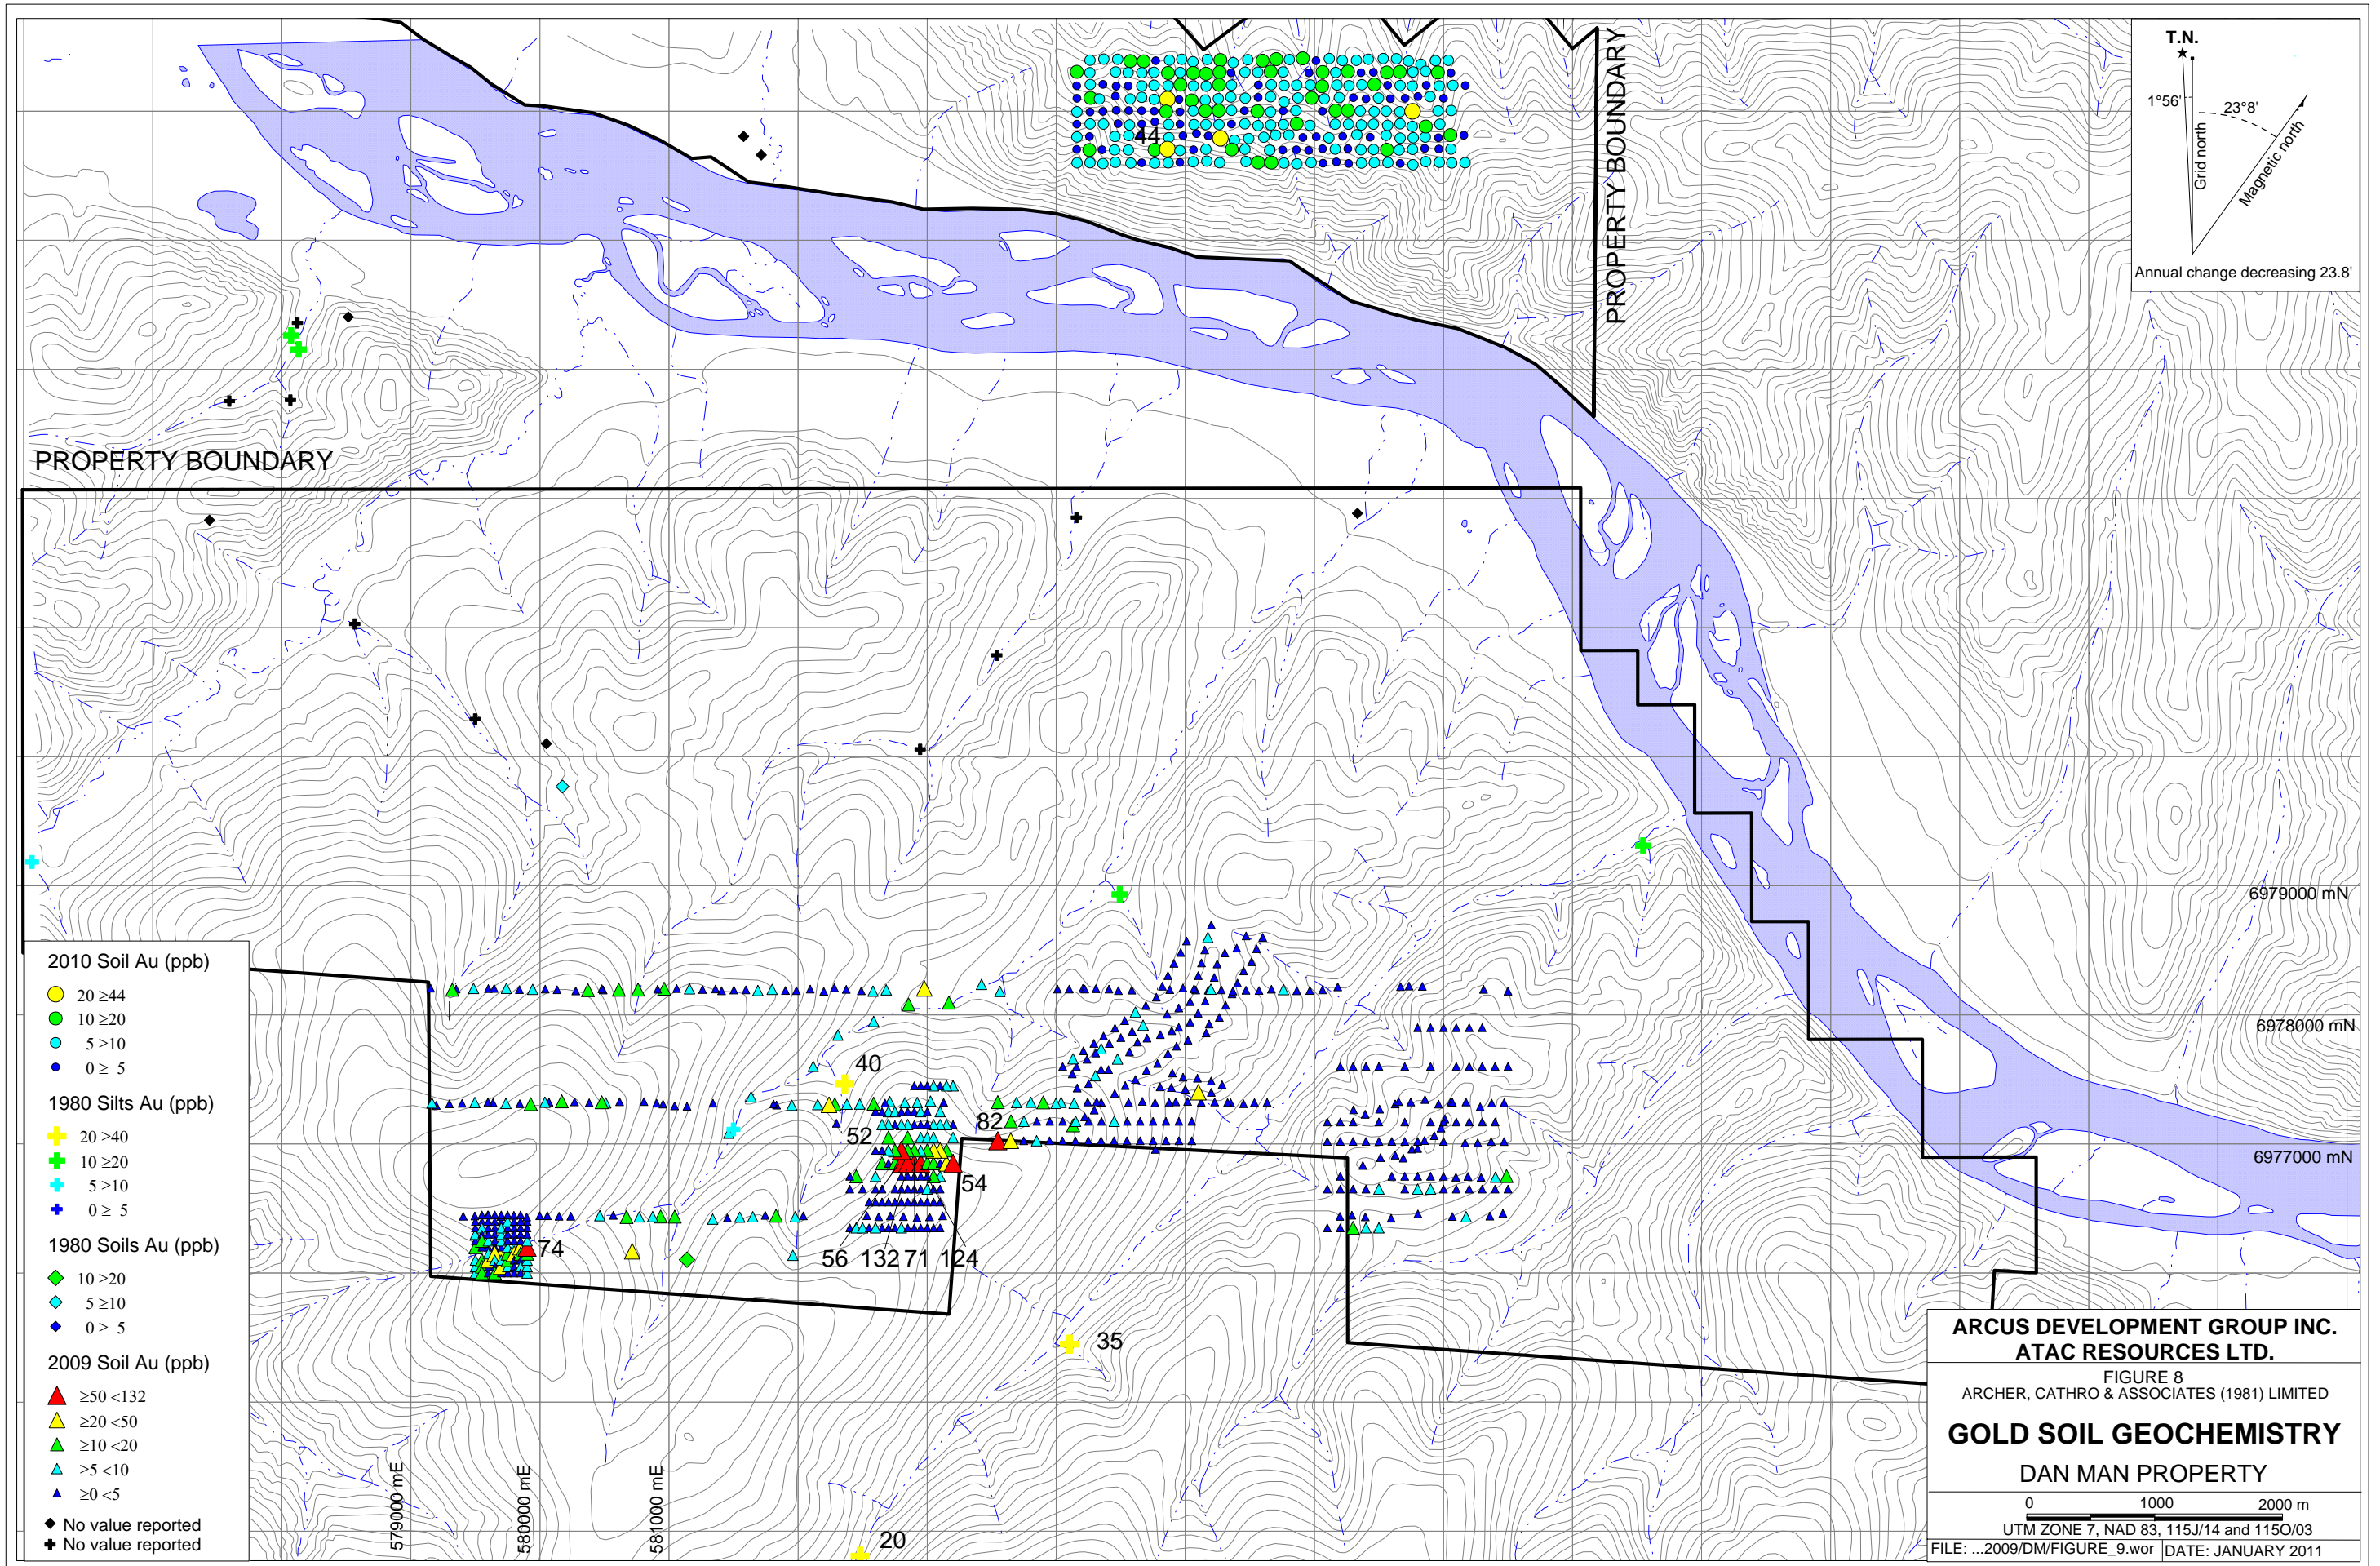 T.N.
1°56'
23°8'
Grid north
Magnetic north
Annual change decreasing 23.8'
PROPERTY BOUNDARY
44
PROPERTY BOUNDARY
6979000 mN
6978000 mN
6977000 mN
40
52
82
54
74
56 132 71 124
35
20
579000 mE
580000 mE
581000 mE
2010 Soil Au (ppb)
20 ≥44
10 ≥20
5 ≥10
0 ≥ 5
1980 Silts Au (ppb)
20 ≥40
10 ≥20
5 ≥10
0 ≥ 5
1980 Soils Au (ppb)
10 ≥20
5 ≥10
0 ≥ 5
2009 Soil Au (ppb)
≥50 <132
≥20 <50
≥10 <20
≥5 <10
≥0 <5
No value reported
No value reported
ARCUS DEVELOPMENT GROUP INC.
ATAC RESOURCES LTD.
FIGURE 8
ARCHER, CATHRO & ASSOCIATES (1981) LIMITED
GOLD SOIL GEOCHEMISTRY
DAN MAN PROPERTY
0 1000 2000 m
UTM ZONE 7, NAD 83, 115J/14 and 115O/03
FILE: ...2009/DM/FIGURE_9.wor DATE: JANUARY 2011